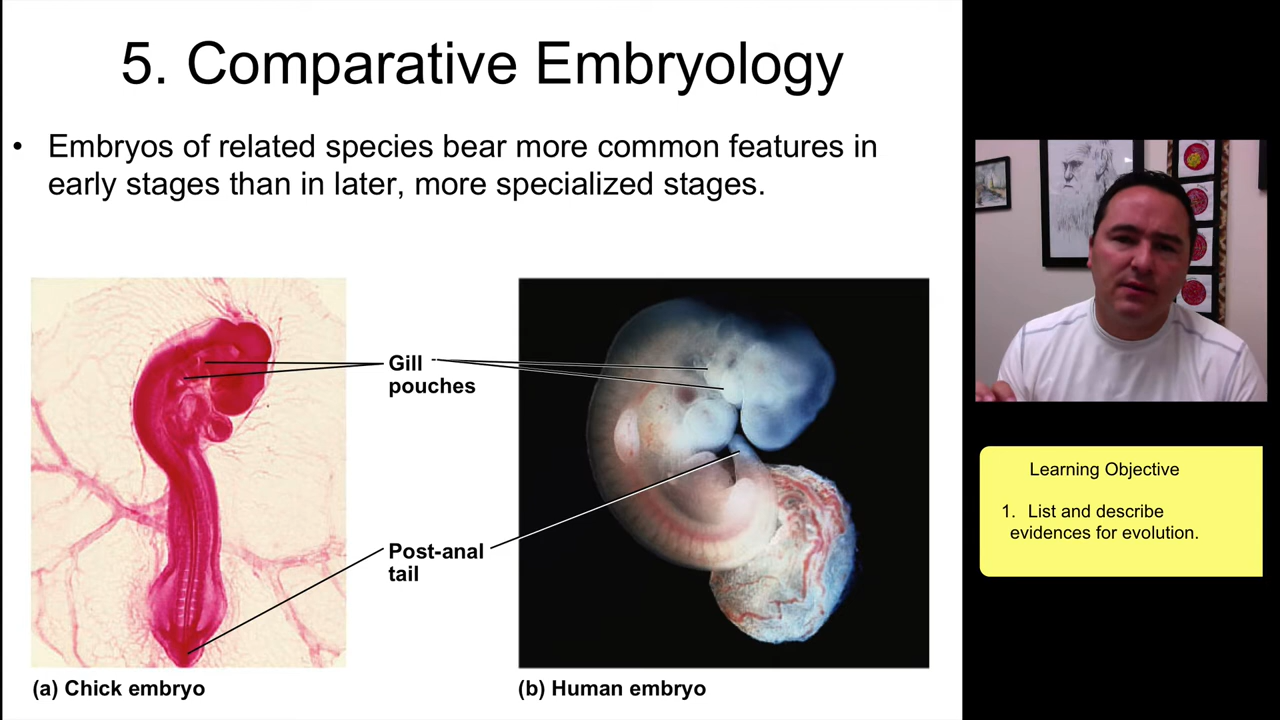 5. Comparative Embryology
• Embryos of related species bear more common features in
early stages than in later, more specialized stages.
Gill
pouches
Post-anal
tail
(a) Chick embryo
(b) Human embryo
Learning Objective
1. List and describe
evidences for evolution.